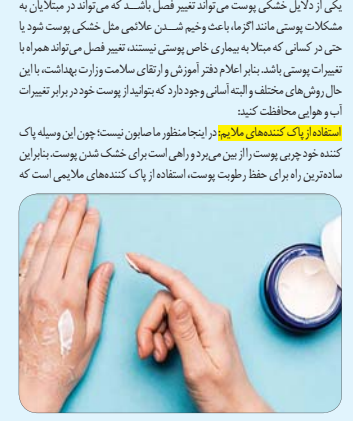 یکی از دلایل خشکی پوست می‌تواند تغییر فصل باشد که می‌تواند در مبتلایان به
مشکلات پوستی مانند اگزما، باعث وخیم شدن علائمی مثل خشکی پوست شود یا
حتی در کسانی که مبتلا به بیماری خاص پوستی نیستند، تغییر فصل می‌تواند همراه با
تغییرات پوستی باشد. بنابر اعلام دفتر آموزش و ارتقای سلامت وزارت بهداشت، با این
حال روش‌های مختلف و البته آسانی وجود دارد که بتوانید از پوست خود در برابر تغییرات
آب و هوایی محافظت کنید:
استفاده از پاک کننده‌های ملایم: در اینجا منظور ما صابون نیست؛ چون این وسیله پاک
کننده خود چربی پوست را از بین می‌برد و راهی است برای خشک شدن پوست. بنابراین
ساده‌ترین راه برای حفظ رطوبت پوست، استفاده از پاک کننده‌های ملایمی است که